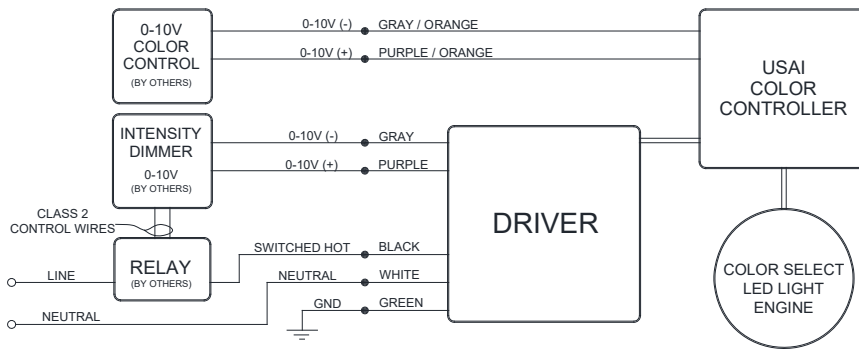 0-10V
COLOR
CONTROL
(BY OTHERS)
0-10V (-)
GRAY / ORANGE
0-10V (+)
PURPLE / ORANGE
USAI
COLOR
CONTROLLER
INTENSITY
DIMMER
0-10V
(BY OTHERS)
0-10V (-)
GRAY
0-10V (+)
PURPLE
DRIVER
CLASS 2
CONTROL WIRES
RELAY
(BY OTHERS)
SWITCHED HOT
BLACK
LINE
NEUTRAL
WHITE
GND
GREEN
NEUTRAL
COLOR SELECT
LED LIGHT
ENGINE